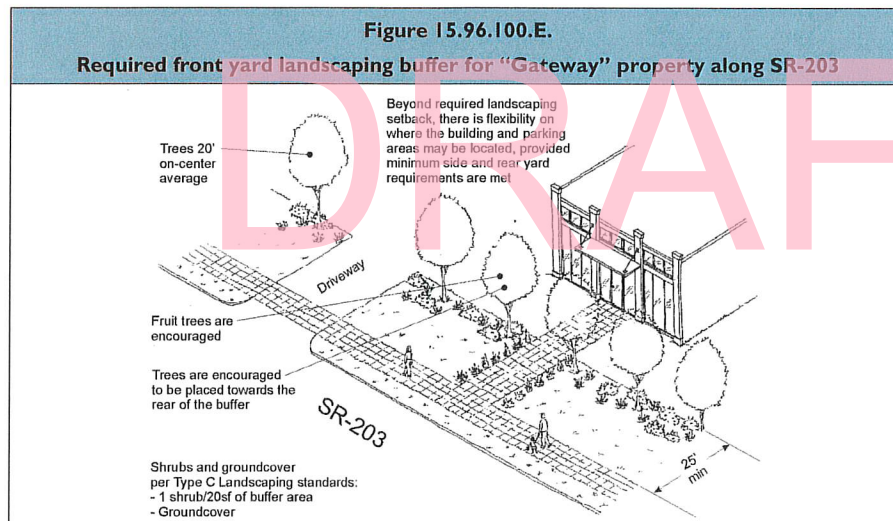 Figure 15.96.100.E.
Required front yard landscaping buffer for “Gateway” property along SR-203
DRAF
Beyond required landscaping
setback, there is flexibility on
where the building and parking
areas may be located, provided
minimum side and rear yard
requirements are met
Trees 20'
on-center
average
Driveway
Fruit trees are
encouraged
Trees are encouraged
to be placed towards the
rear of the buffer
SR-203
25'
min
Shrubs and groundcover
per Type C Landscaping standards:
- 1 shrub/20sf of buffer area
- Groundcover